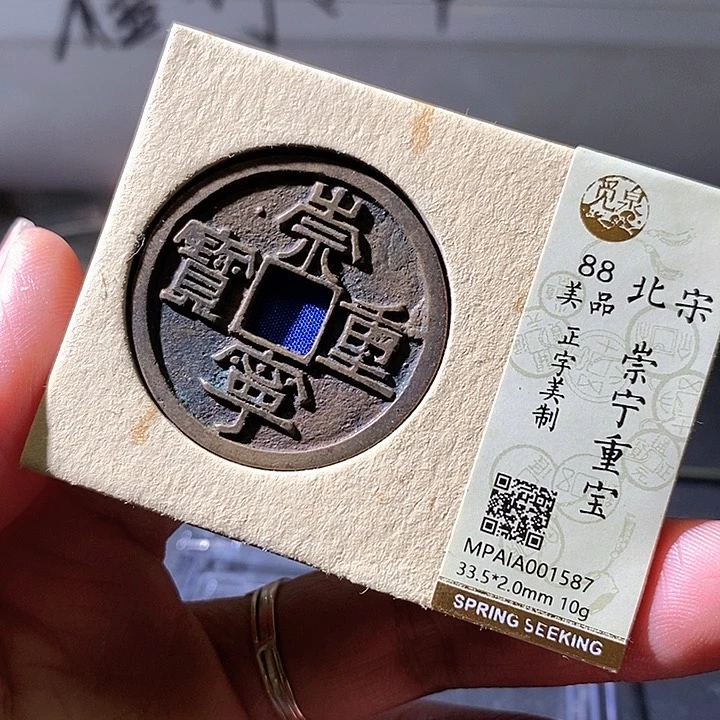 崇
寧
重
寶
觅泉
北宋
崇宁重宝
88
美品
正字美制
MPAIA001587
33.5*2.0mm 10g
SPRING SEEKING